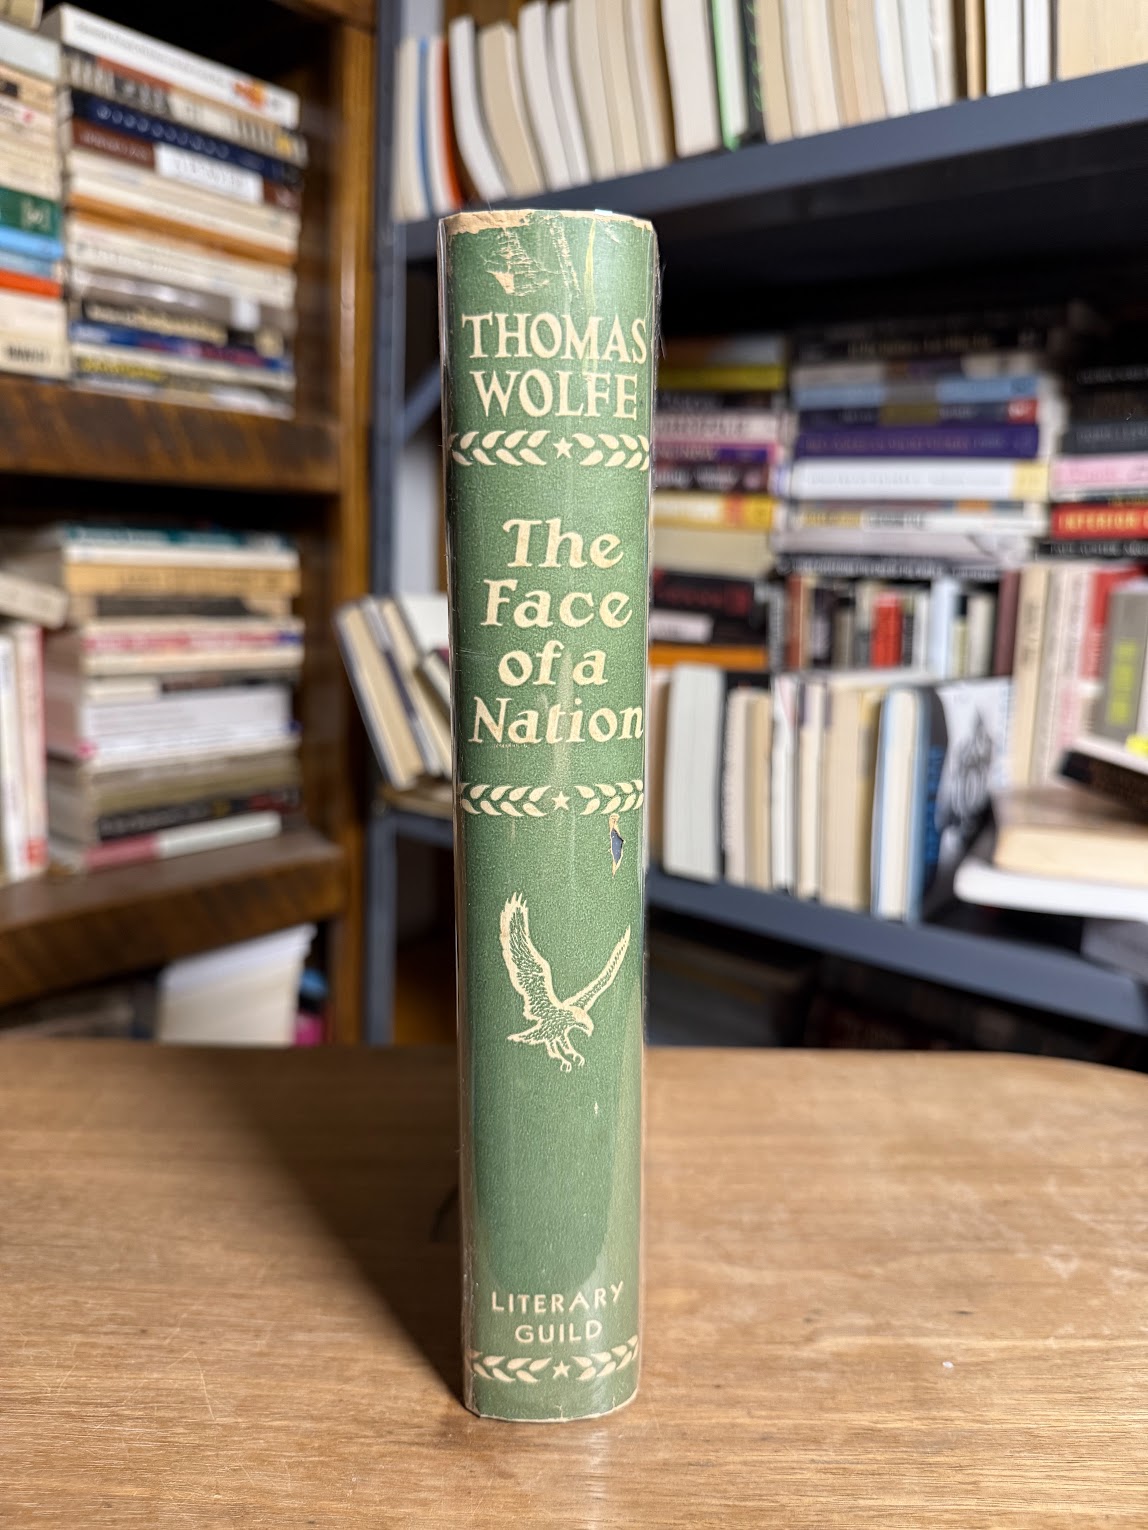 THOMAS
WOLFE
The
Face
of a
Nation
LITERARY
GUILD